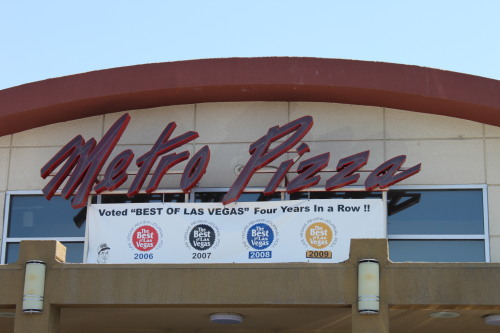 Metro Pizza
Voted "BEST OF LAS VEGAS" Four Years In a Row !!
The Best of Las Vegas
The Best of Las Vegas
The Best of Las Vegas
The Best of Las Vegas
2006 2007 2008 2009